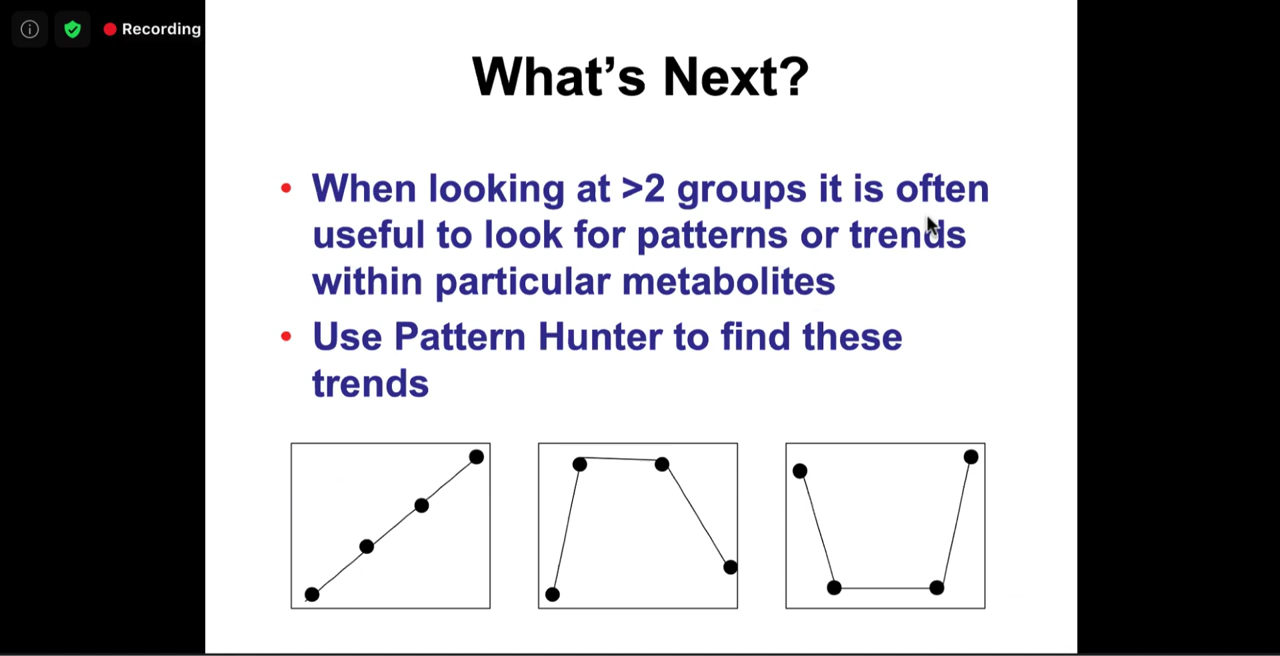 Recording
What's Next?
• When looking at >2 groups it is often
useful to look for patterns or trends
within particular metabolites
• Use Pattern Hunter to find these
trends